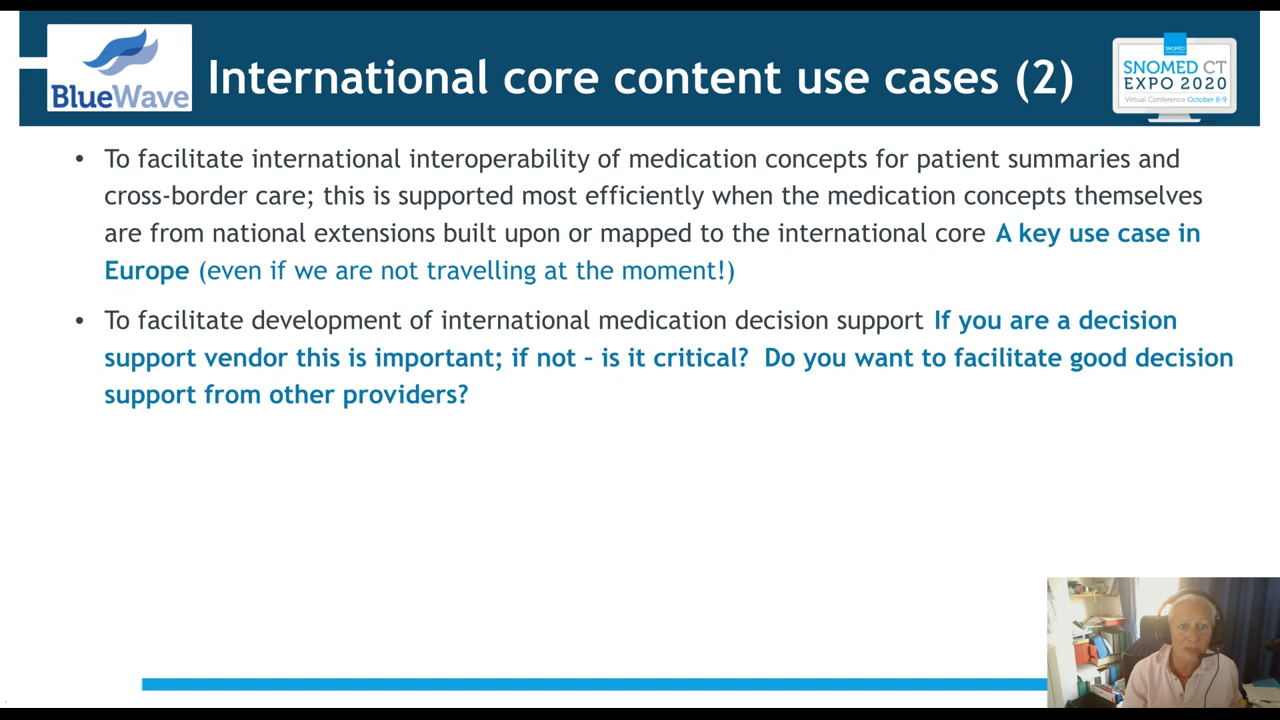 BlueWave
International core content use cases (2)
SNOMED
SNOMED CT
EXPO 2020
Virtual Conference October 8-9
• To facilitate international interoperability of medication concepts for patient summaries and
cross-border care; this is supported most efficiently when the medication concepts themselves
are from national extensions built upon or mapped to the international core A key use case in
Europe (even if we are not travelling at the moment!)
• To facilitate development of international medication decision support If you are a decision
support vendor this is important; if not – is it critical? Do you want to facilitate good decision
support from other providers?